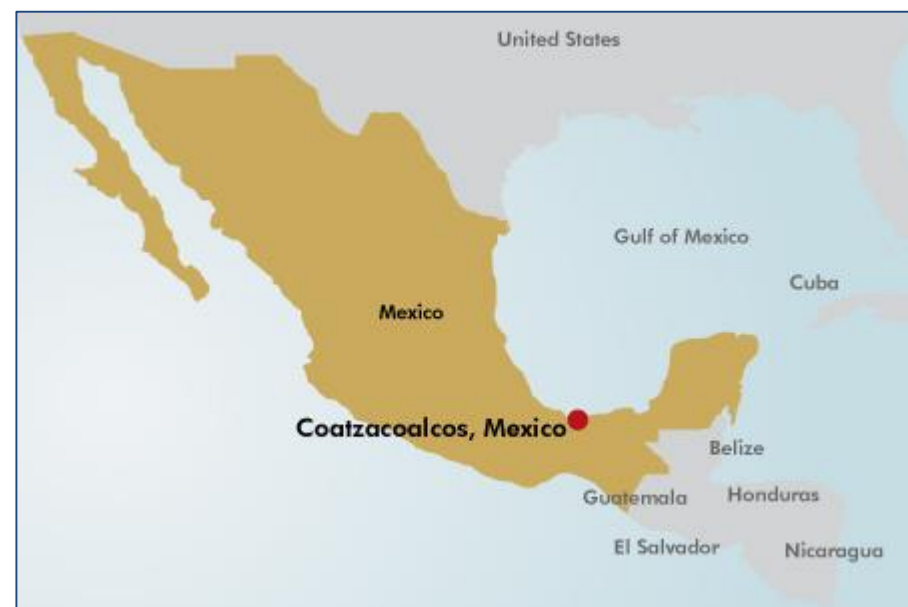 United States
Gulf of Mexico
Cuba
Mexico
Coatzacoalcos, Mexico
Belize
Guatemala
Honduras
El Salvador
Nicaragua